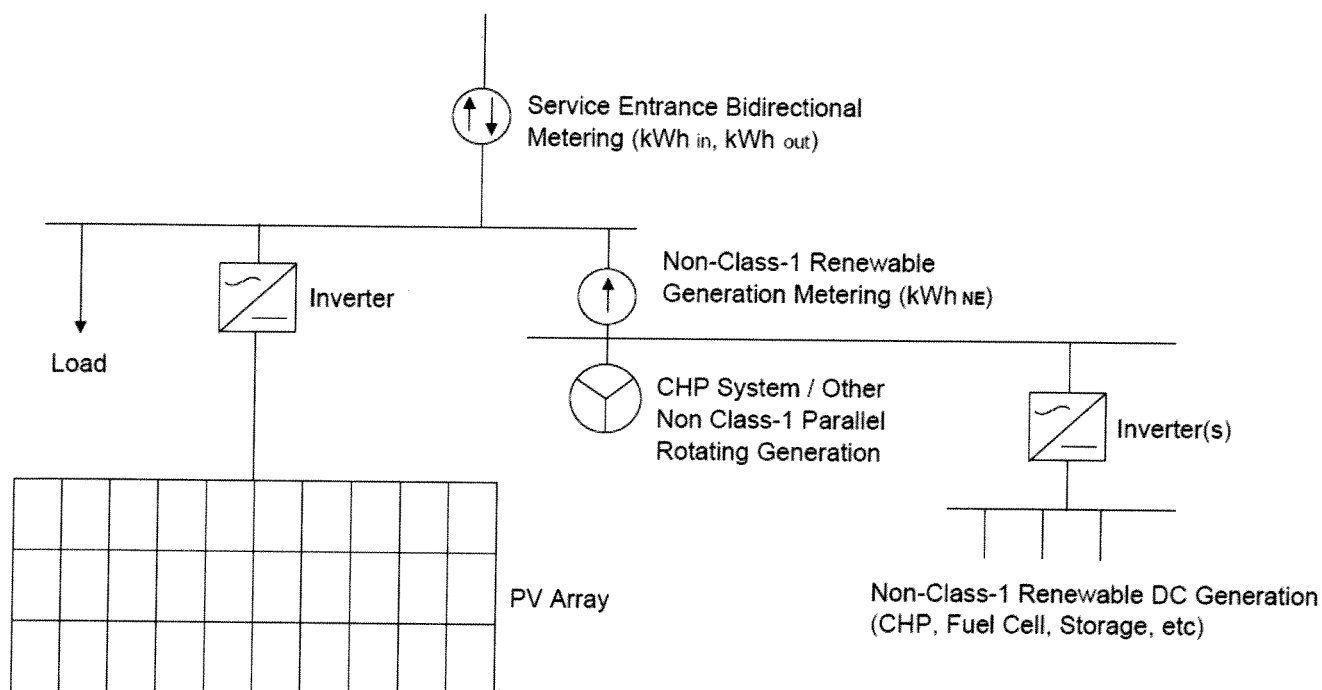 Service Entrance Bidirectional
Metering (kWh in, kWh out)
Non-Class-1 Renewable
Generation Metering (kWh NE)
Inverter
Load
CHP System / Other
Non Class-1 Parallel
Rotating Generation
Inverter(s)
PV Array
Non-Class-1 Renewable DC Generation
(CHP, Fuel Cell, Storage, etc)